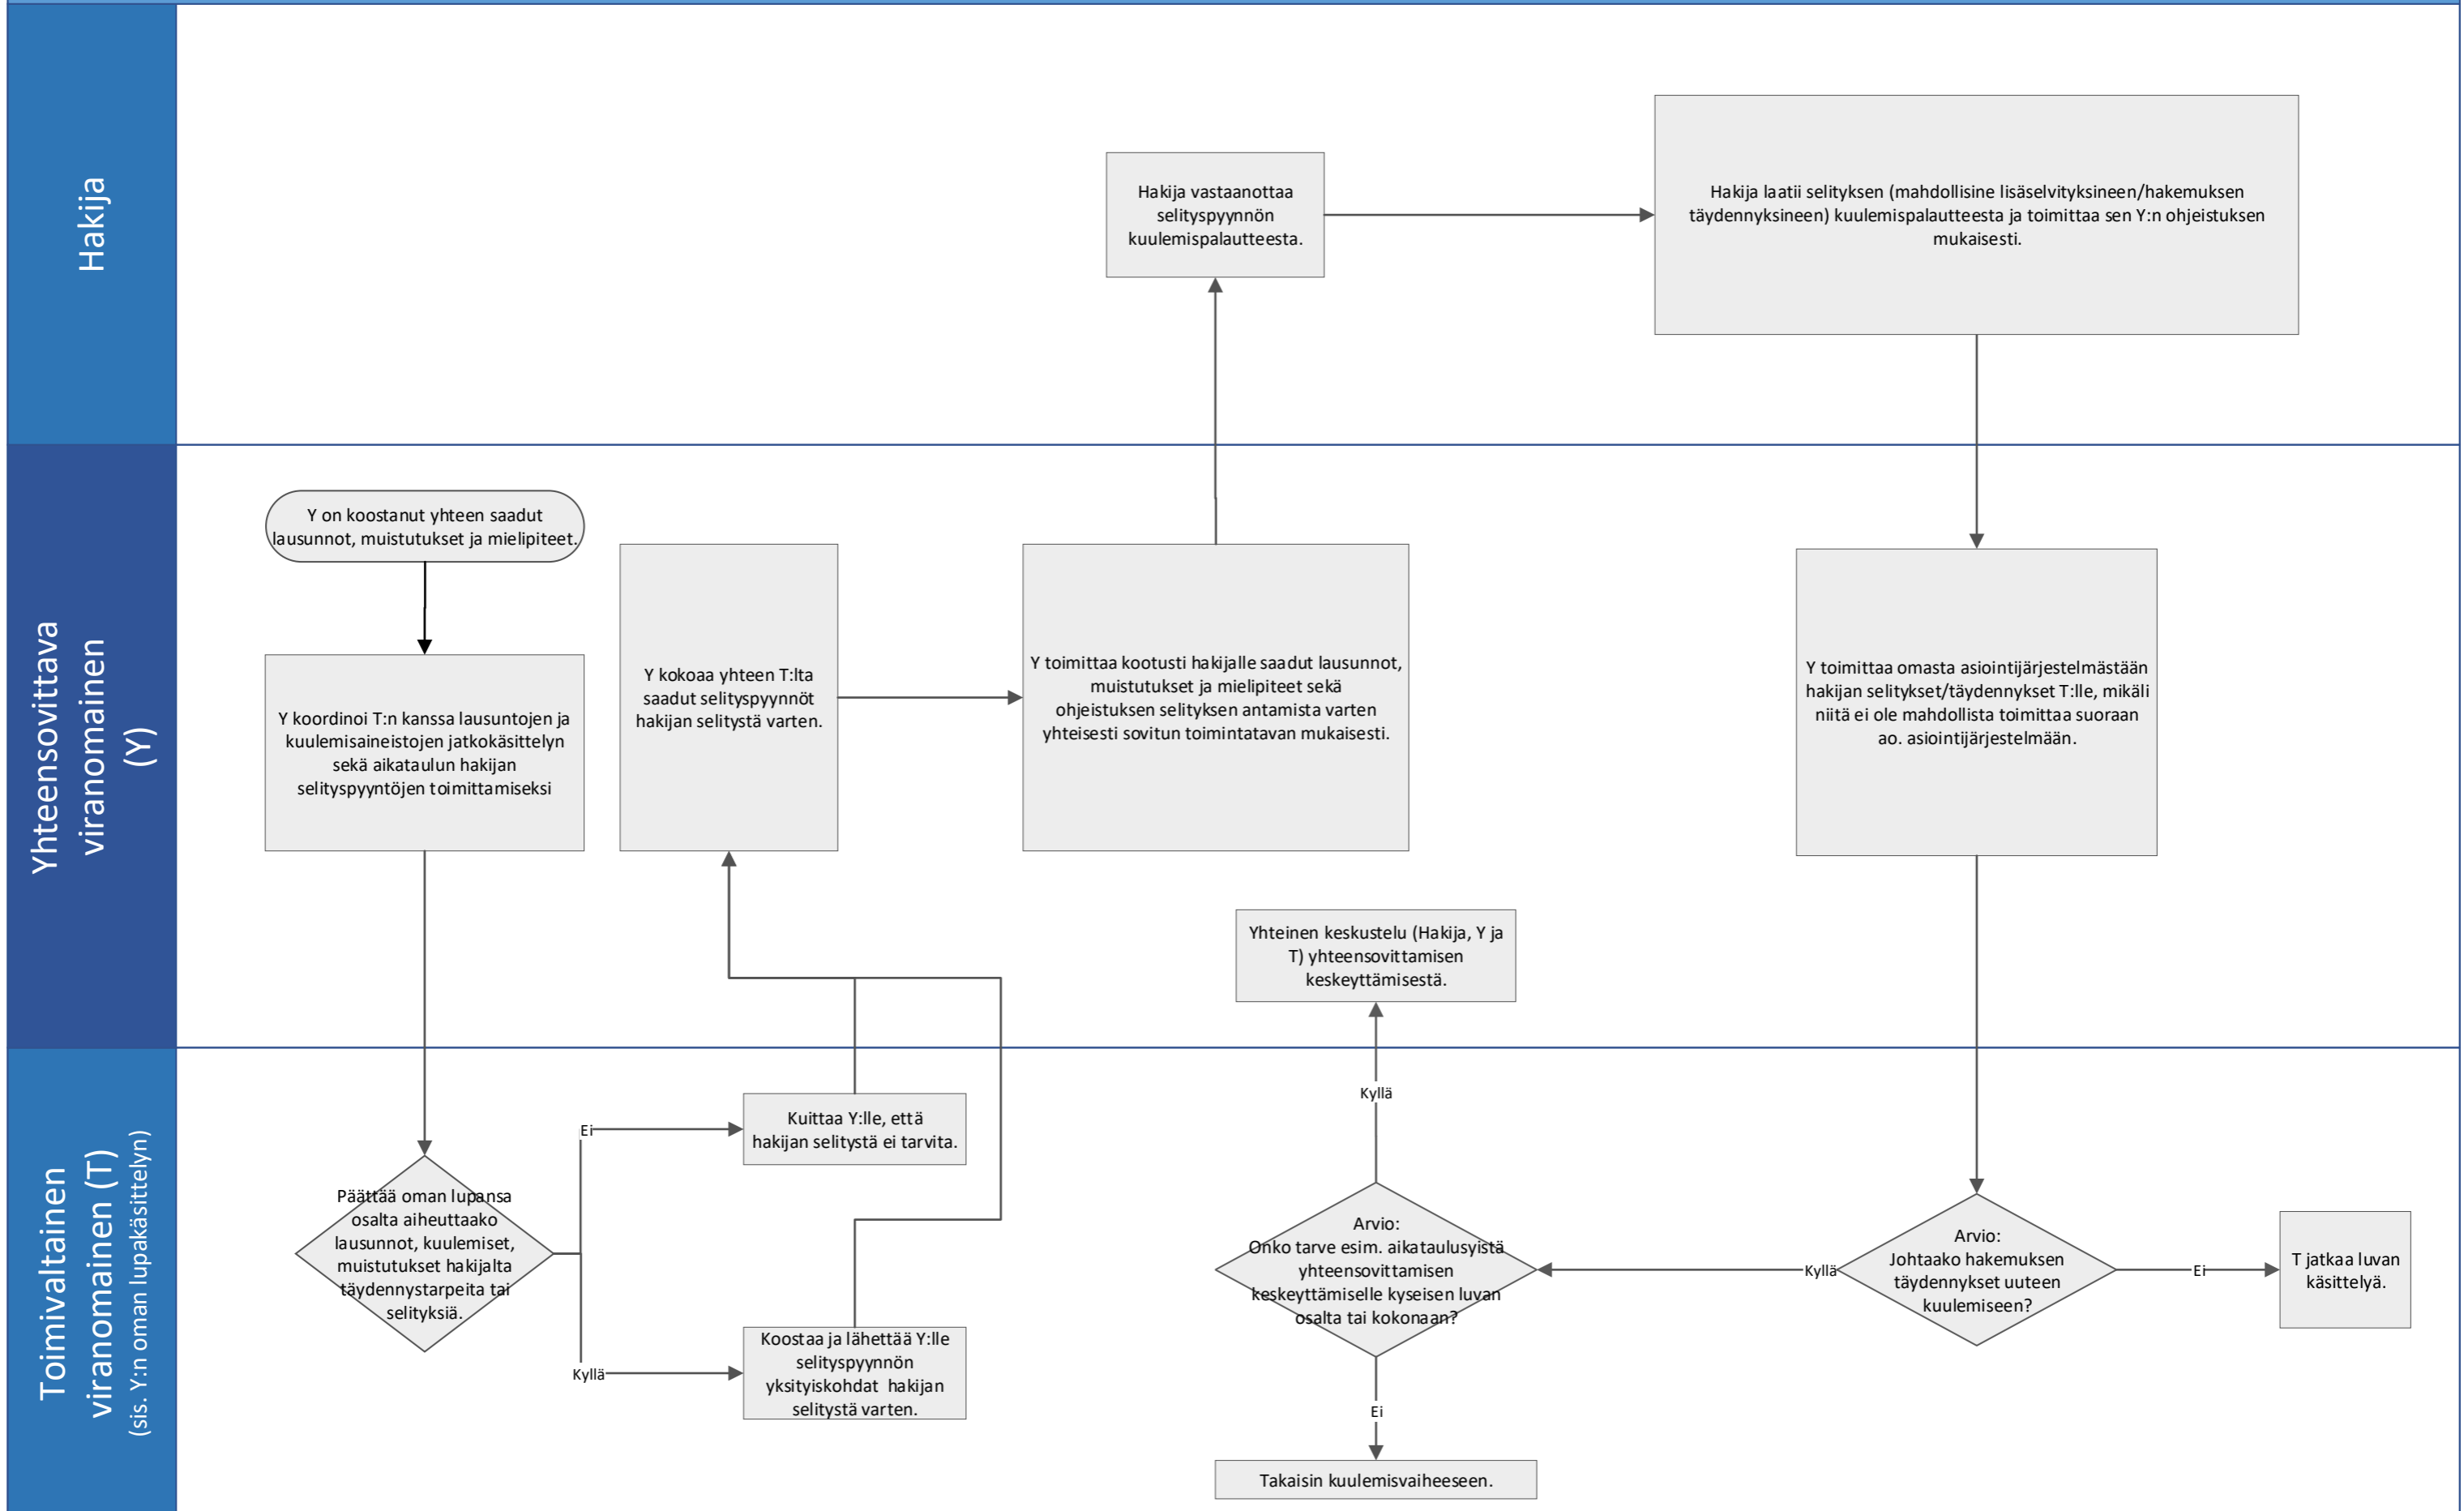 Hakija
Hakija vastaanottaa
selityspyynnön
kuulemispalautteesta.
Hakija laatii selityksen (mahdollisine lisäselvityksineen/hakemuksen
täydennyksineen) kuulemispalautteesta ja toimittaa sen Y:n ohjeistuksen
mukaisesti.
Yhteensovittava
viranomainen
(Y)
Y on koostanut yhteen saadut
lausunnot, muistutukset ja mielipiteet.
Y koordinoi T:n kanssa lausuntojen ja
kuulemisaineistojen jatkokäsittelyn
sekä aikataulun hakijan
selityspyyntöjen toimittamiseksi
Y kokoaa yhteen T:lta
saadut selityspyynnöt
hakijan selitystä varten.
Y toimittaa kootusti hakijalle saadut lausunnot,
muistutukset ja mielipiteet sekä
ohjeistuksen selityksen antamista varten
yhteisesti sovitun toimintatavan mukaisesti.
Y toimittaa omasta asiointijärjestelmästään
hakijan selitykset/täydennykset T:lle, mikäli
niitä ei ole mahdollista toimittaa suoraan
ao. asiointijärjestelmään.
Yhteinen keskustelu (Hakija, Y ja
T) yhteensovittamisen
keskeyttämisestä.
Toimivaltainen
viranomainen (T)
(sis. Y:n oman lupakäsittelyn)
Päättää oman lupansa
osalta aiheuttaako
lausunnot, kuulemiset,
muistutukset hakijalta
täydennystarpeita tai
selityksiä.
Ei
Kuittaa Y:lle, että
hakijan selitystä ei tarvita.
Kyllä
Koostaa ja lähettää Y:lle
selityspyynnön
yksityiskohdat hakijan
selitystä varten.
Kyllä
Arvio:
Onko tarve esim. aikataulusyistä
yhteensovittamisen
keskeyttämiselle kyseisen luvan
osalta tai kokonaan?
Ei
Takaisin kuulemisvaiheeseen.
Kyllä
Arvio:
Johtaako hakemuksen
täydennykset uuteen
kuulemiseen?
Ei
T jatkaa luvan
käsittelyä.